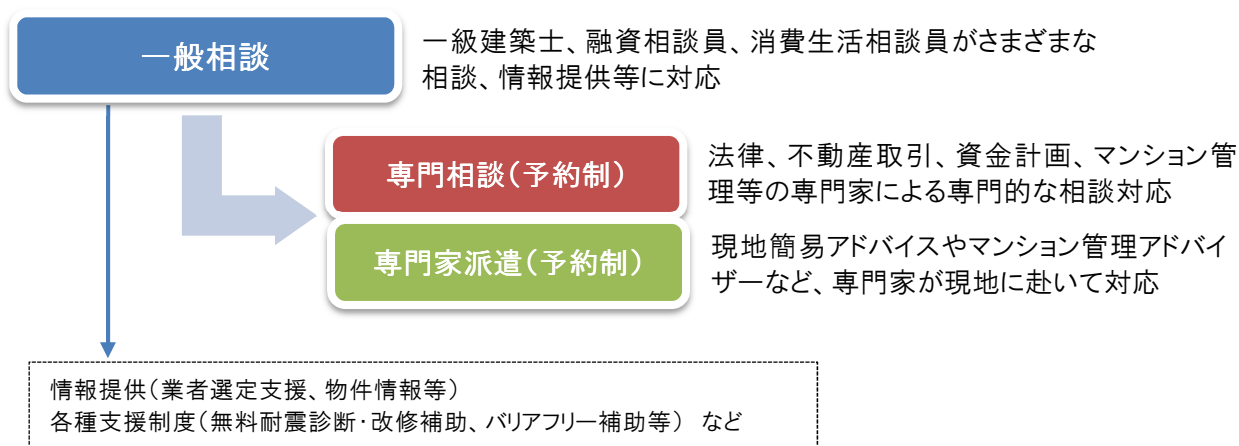 一般相談
一級建築士、融資相談員、消費生活相談員がさまざまな
相談、情報提供等に対応
専門相談(予約制)
法律、不動産取引、資金計画、マンション管
理等の専門家による専門的な相談対応
専門家派遣(予約制)
現地簡易アドバイスやマンション管理アドバイ
ザーなど、専門家が現地に赴いて対応
情報提供(業者選定支援、物件情報等)
各種支援制度(無料耐震診断・改修補助、バリアフリー補助等) など